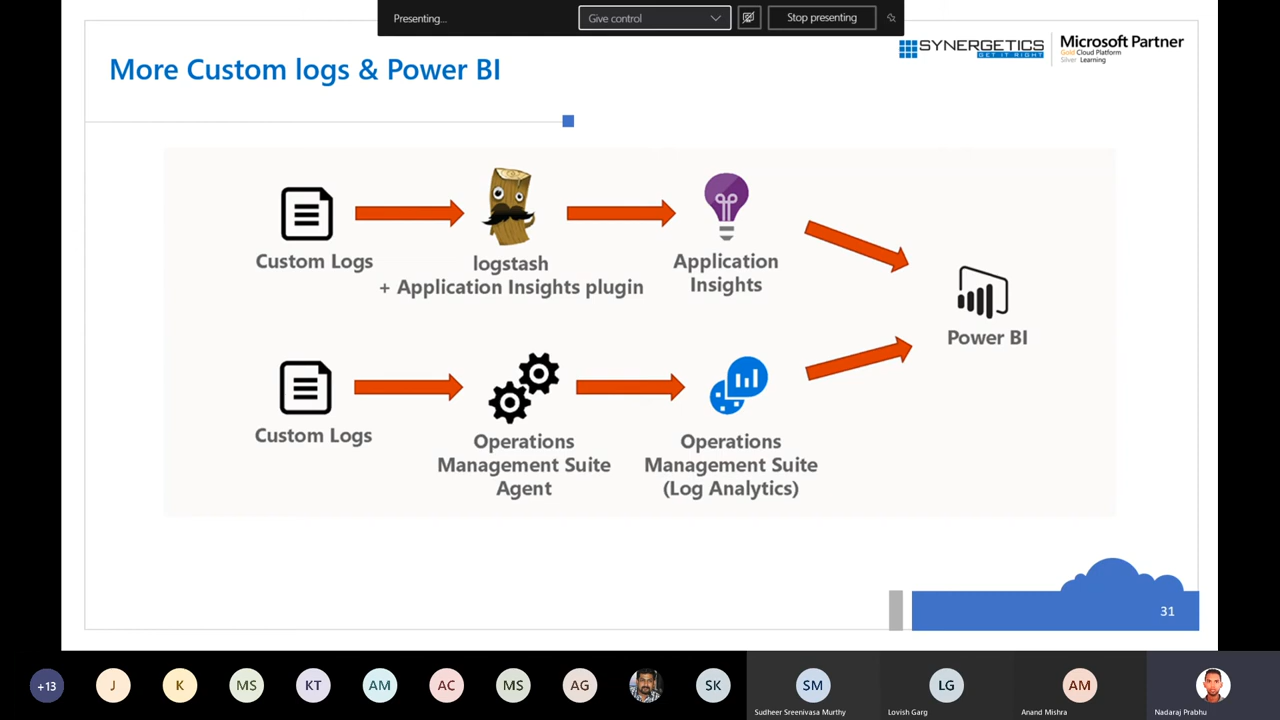 Presenting...
Give control
Stop presenting
SYNERGETICS
GET IT RIGHT
Microsoft Partner
Gold Cloud Platform
Silver Learning
More Custom logs & Power BI
Custom Logs
logstash
+ Application Insights plugin
Application
Insights
Power BI
Custom Logs
Operations
Management Suite
Agent
Operations
Management Suite
(Log Analytics)
31
+13
J
K
MS
KT
AM
AC
MS
AG
SK
SM
LG
AM
Sudheer Sreenivasa Murthy
Lovish Garg
Anand Mishra
Nadaraj Prabhu